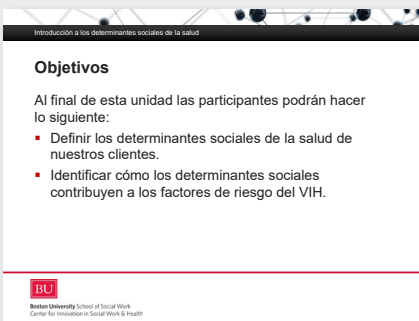 Introducción a los determinantes sociales de la salud
Objetivos
Al final de esta unidad las participantes podrán hacer
lo siguiente:
▪ Definir los determinantes sociales de la salud de
nuestros clientes.
▪ Identificar cómo los determinantes sociales
contribuyen a los factores de riesgo del VIH.
BU
Boston University School of Social Work
Center for Innovation in Social Work & Health